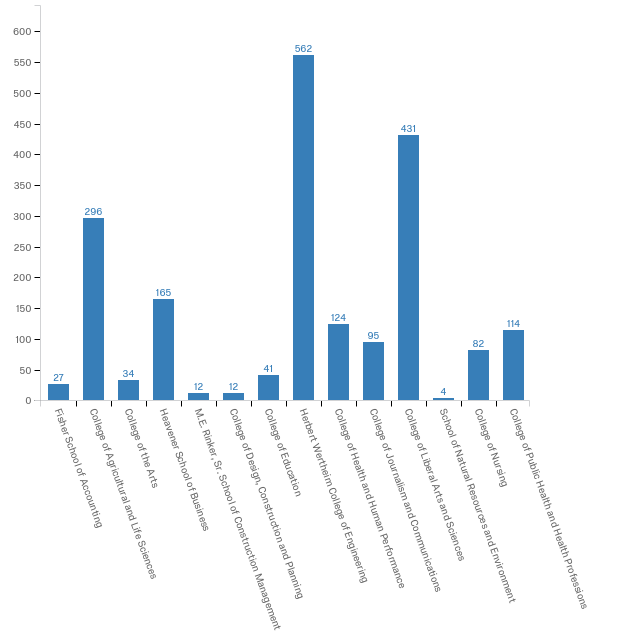 600
550
500
450
400
350
300
250
200
150
100
50
0
27
296
34
165
12
12
41
562
124
95
431
4
82
114
Fisher School of Accounting
College of Agricultural and Life Sciences
College of the Arts
Heavener School of Business
M.E. Rinker, Sr. School of Construction Management
College of Design, Construction and Planning
College of Education
Herbert Wertheim College of Engineering
College of Health and Human Performance
College of Journalism and Communications
College of Liberal Arts and Sciences
School of Natural Resources and Environment
College of Nursing
College of Public Health and Health Professions